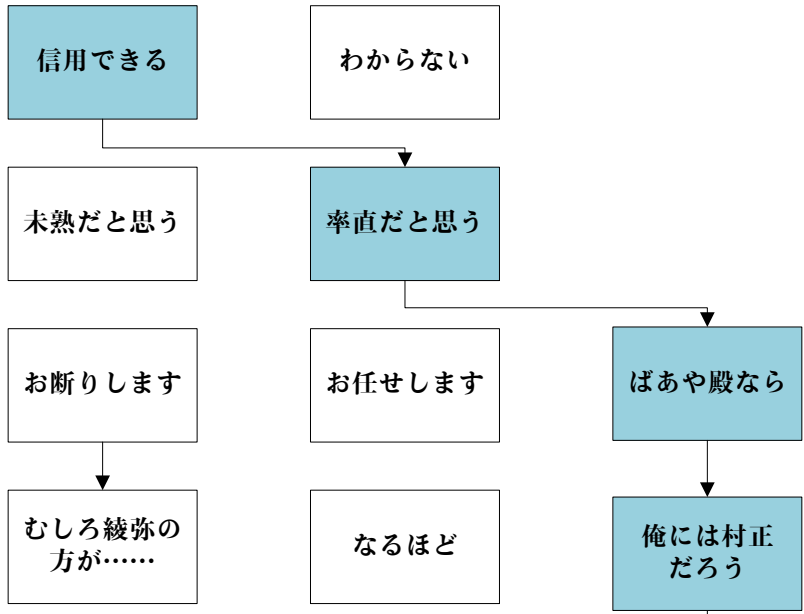 信用できる
わからない
未熟だと思う
率直だと思う
お断りします
お任せします
ばあや殿なら
むしろ綾弥の
方が……
なるほど
俺には村正
だろう